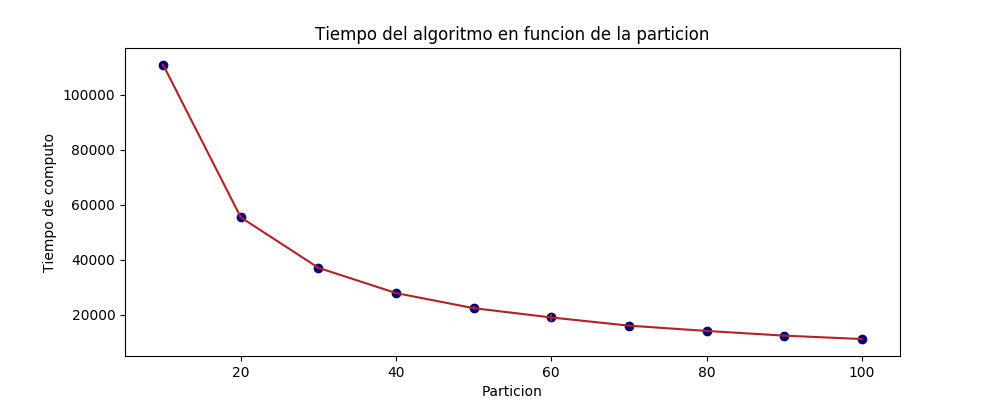 Tiempo del algoritmo en funcion de la particion
100000
80000
60000
40000
20000
Tiempo de computo
20 40 60 80 100
Particion